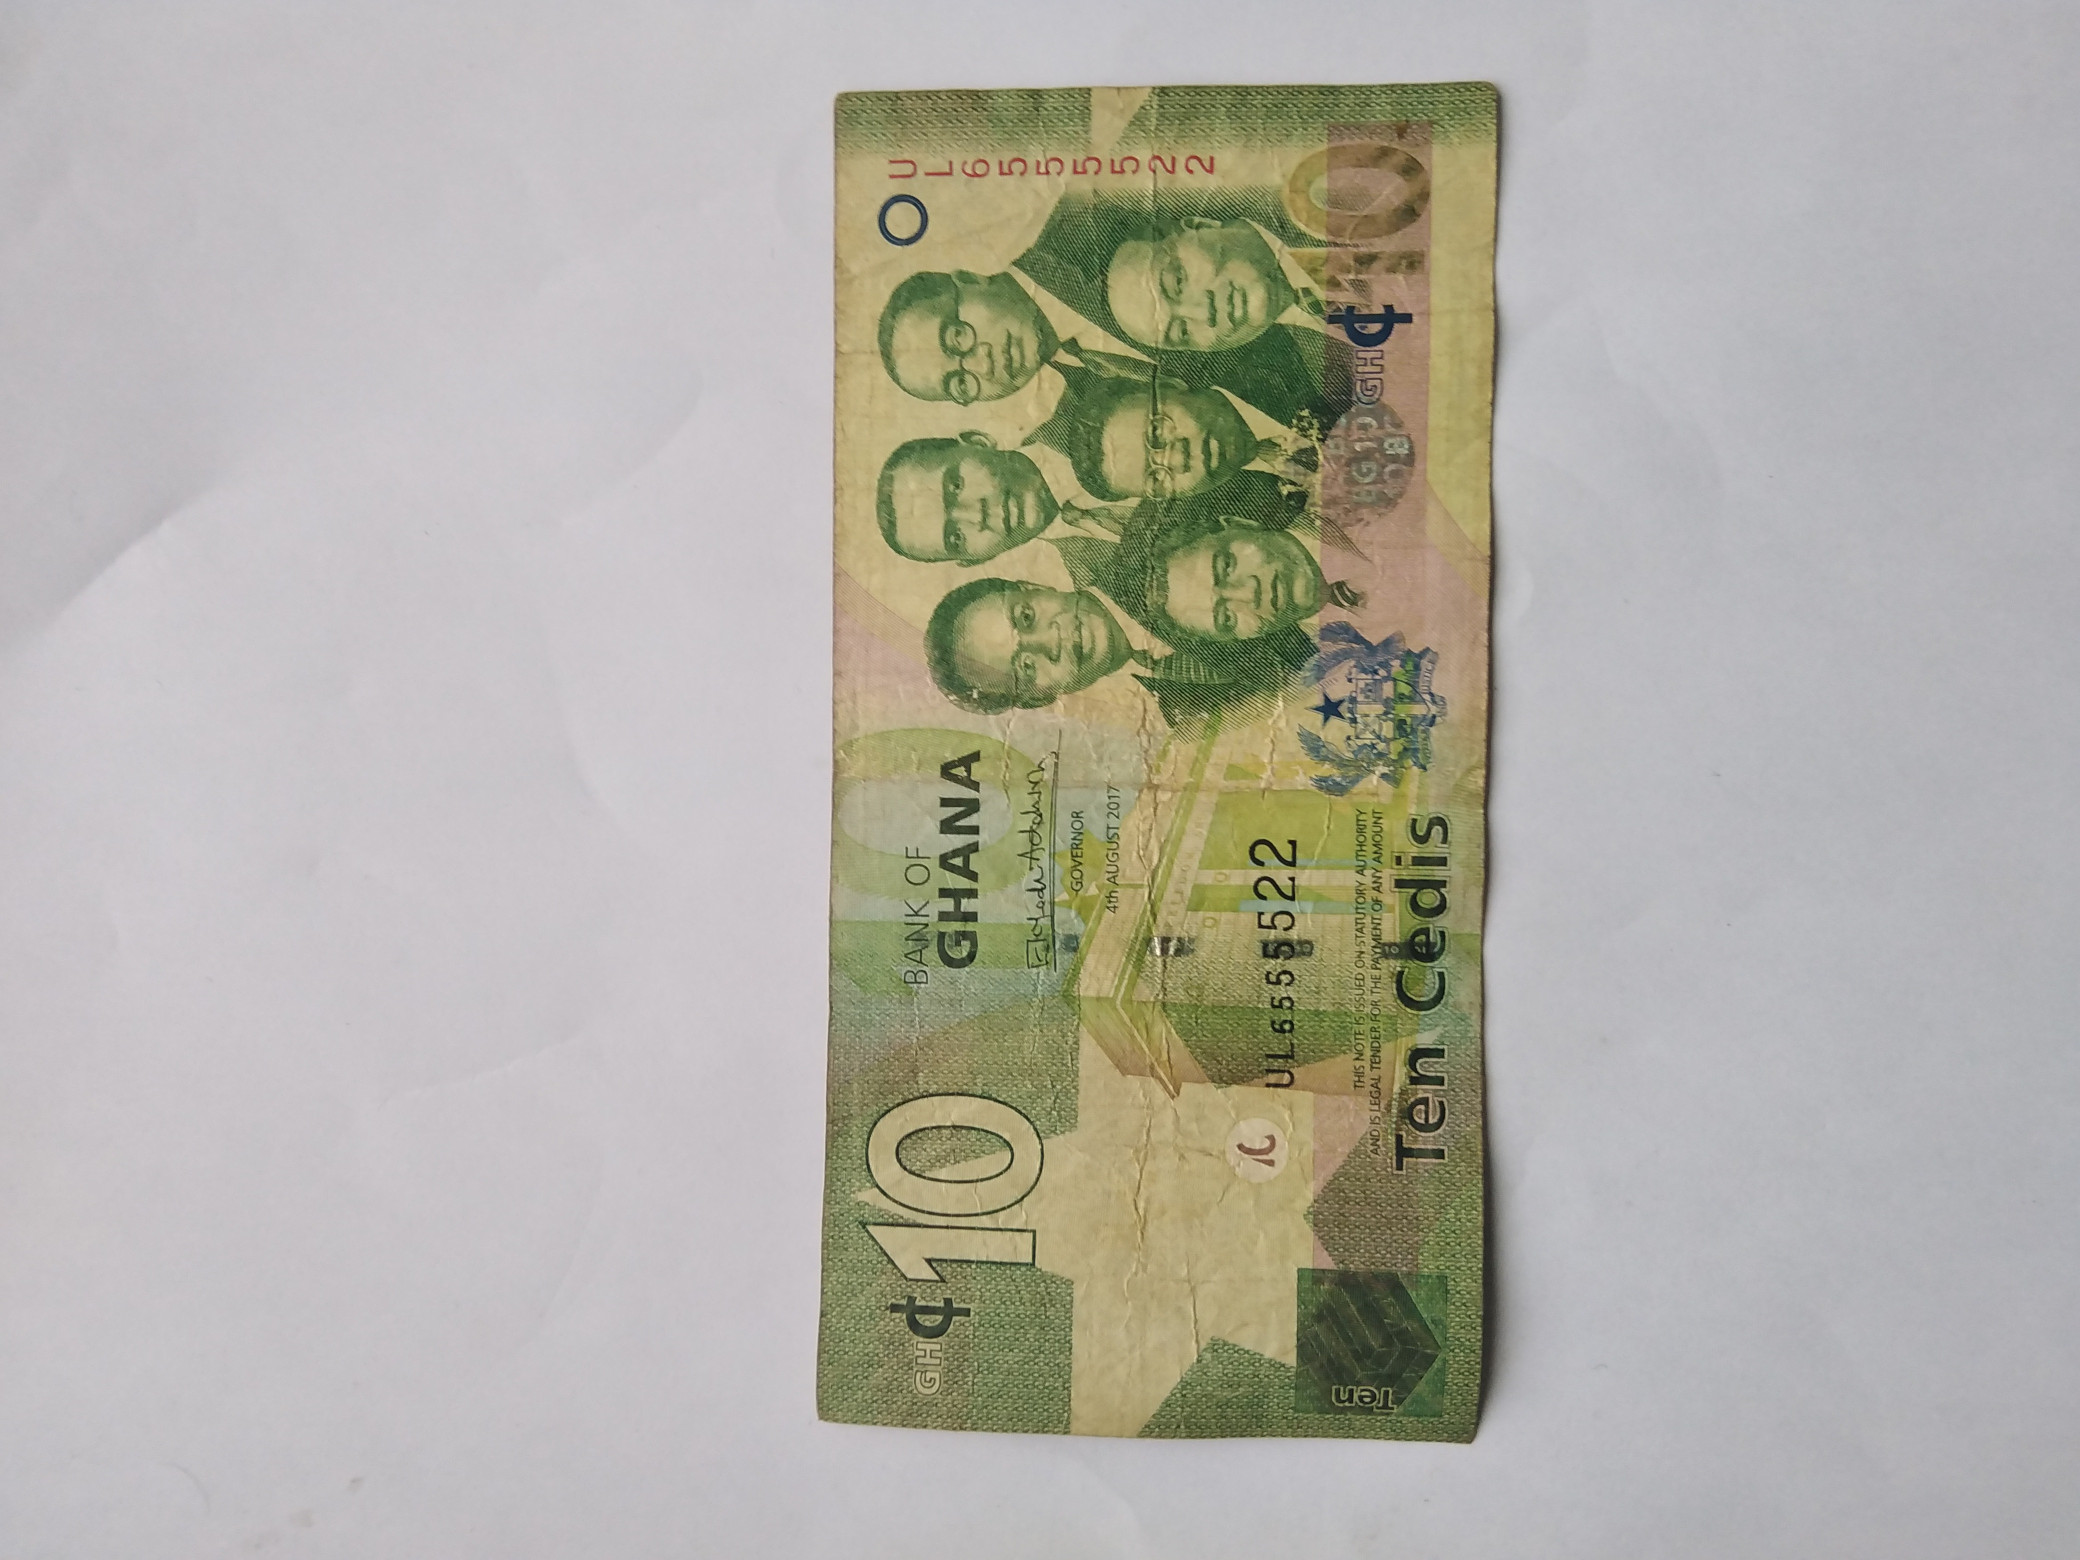 GH¢10
BANK OF
GHANA
GOVERNOR
4th AUGUST 2017
UL6555522
THIS NOTE IS ISSUED ON STATUTORY AUTHORITY
AND IS LEGAL TENDER FOR THE PAYMENT OF ANY AMOUNT
Ten Cedis
Ten
UL6555522
GH¢10